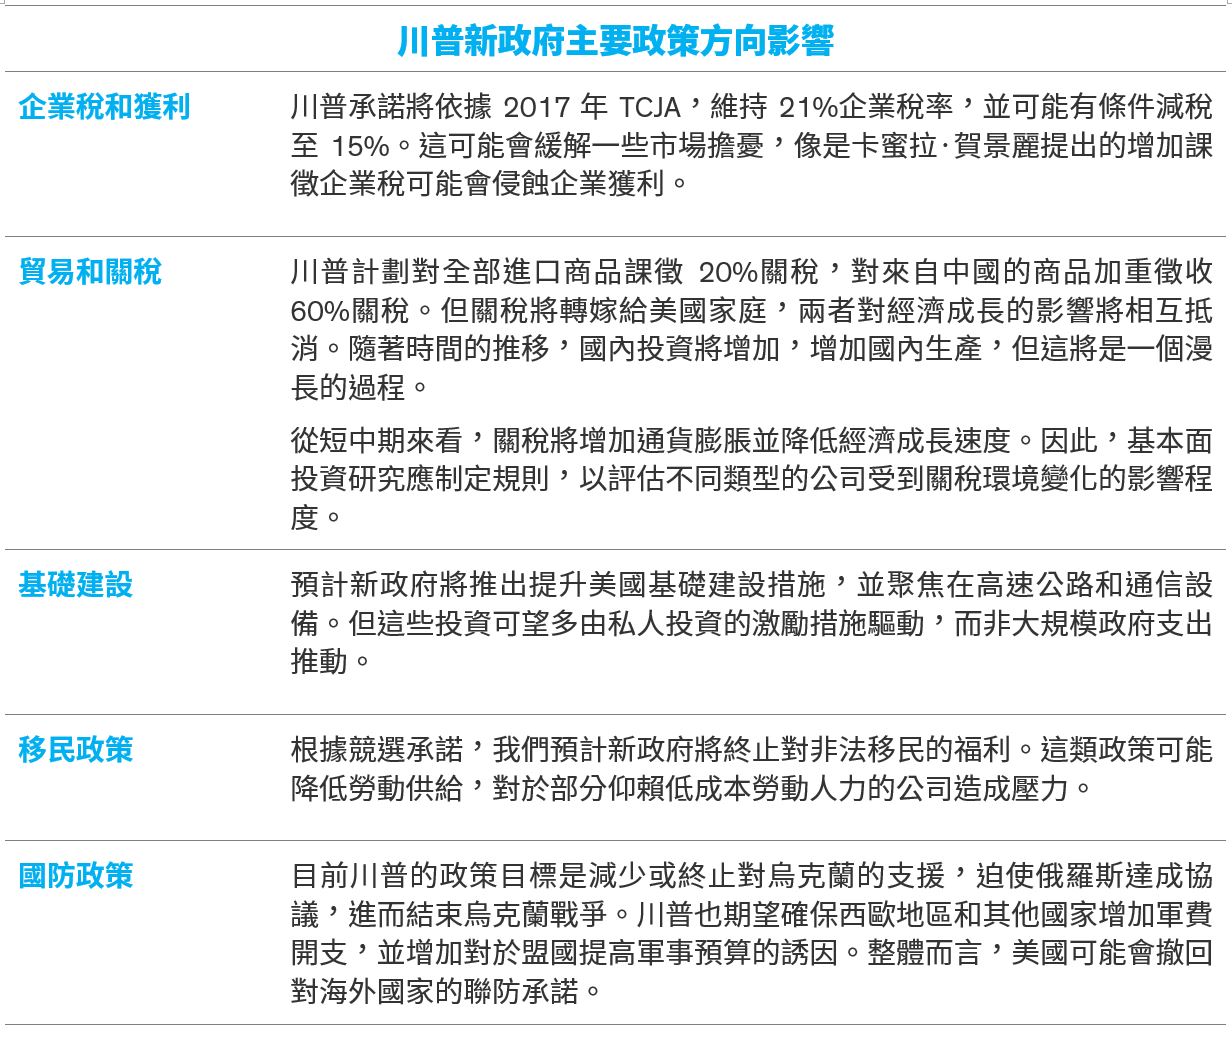 川普新政府主要政策方向影響
企業稅和獲利
川普承諾將依據 2017 年 TCJA，維持 21%企業稅率，並可能有條件減稅
至 15%。這可能會緩解一些市場擔憂，像是卡蜜拉·賀景麗提出的增加課
徵企業稅可能會侵蝕企業獲利。
貿易和關稅
川普計劃對全部進口商品課徵 20%關稅，對來自中國的商品加重徵收
60%關稅。但關稅將轉嫁給美國家庭，兩者對經濟成長的影響將相互抵
消。隨著時間的推移，國內投資將增加，增加國內生產，但這將是一個漫
長的過程。
從短中期來看，關稅將增加通貨膨脹並降低經濟成長速度。因此，基本面
投資研究應制定規則，以評估不同類型的公司受到關稅環境變化的影響程
度。
基礎建設
預計新政府將推出提升美國基礎建設措施，並聚焦在高速公路和通信設
備。但這些投資可望多由私人投資的激勵措施驅動，而非大規模政府支出
推動。
移民政策
根據競選承諾，我們預計新政府將終止對非法移民的福利。這類政策可能
降低勞動供給，對於部分仰賴低成本勞動人力的公司造成壓力。
國防政策
目前川普的政策目標是減少或終止對烏克蘭的支援，迫使俄羅斯達成協
議，進而結束烏克蘭戰爭。川普也期望確保西歐地區和其他國家增加軍費
開支，並增加對於盟國提高軍事預算的誘因。整體而言，美國可能會撤回
對海外國家的聯防承諾。